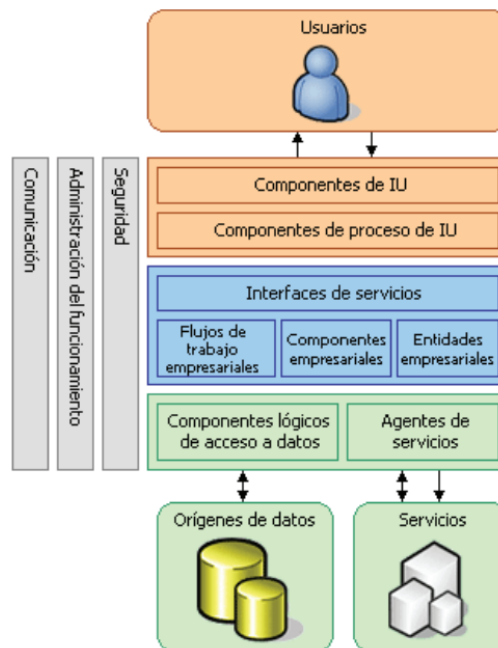 Usuarios
Comunicación
Administración del funcionamiento
Seguridad
Componentes de IU
Componentes de proceso de IU
Interfaces de servicios
Flujos de
trabajo
empresariales
Componentes
empresariales
Entidades
empresariales
Componentes lógicos
de acceso a datos
Agentes de
servicios
Orígenes de datos
Servicios